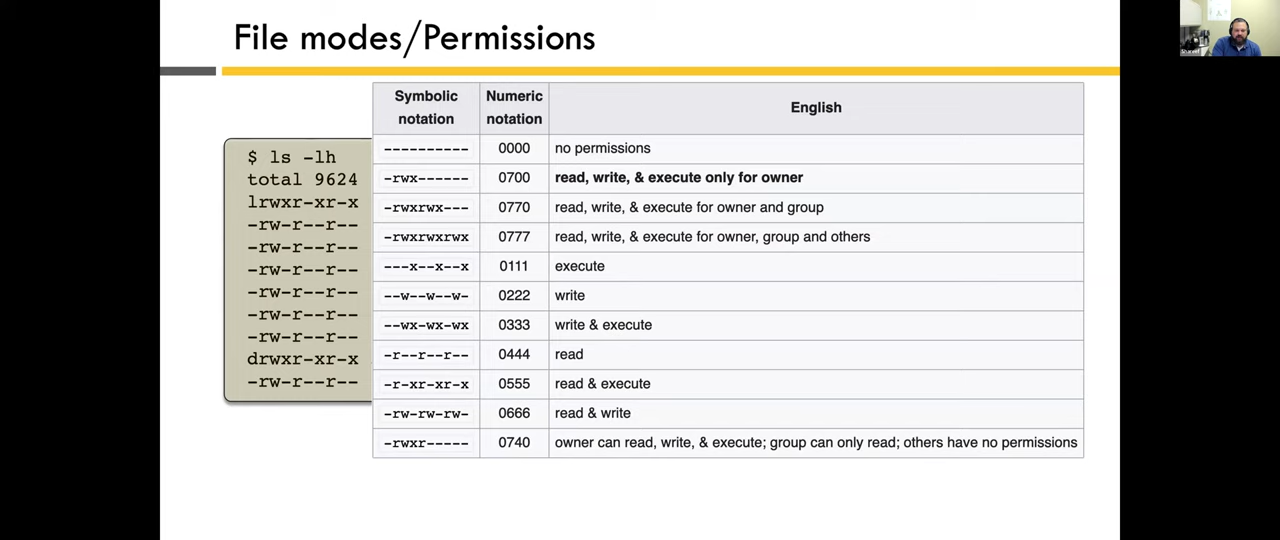 File modes/Permissions
$ ls -lh
total 9624
lrwxr-xr-x
-rw-r--r--
-rw-r--r--
-rw-r--r--
-rw-r--r--
-rw-r--r--
-rw-r--r--
drwxr-xr-x
-rw-r--r--
Symbolic notation Numeric notation English
---------- 0000 no permissions
-rwx------ 0700 read, write, & execute only for owner
-rwxrwx--- 0770 read, write, & execute for owner and group
-rwxrwxrwx 0777 read, write, & execute for owner, group and others
---x--x--x 0111 execute
--w--w--w- 0222 write
--wx-wx-wx 0333 write & execute
-r--r--r-- 0444 read
-r-xr-xr-x 0555 read & execute
-rw-rw-rw- 0666 read & write
-rwxr----- 0740 owner can read, write, & execute; group can only read; others have no permissions